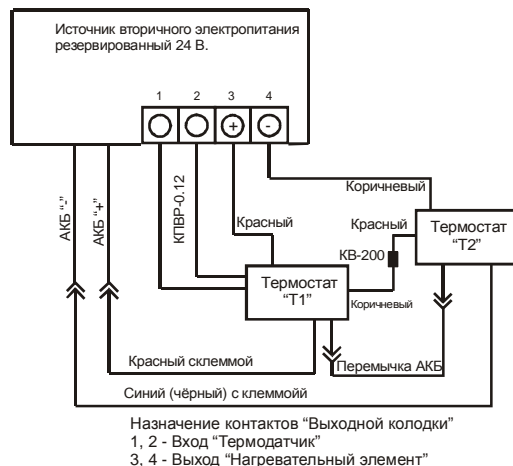 Источник вторичного электропитания
резервированный 24 В.
1 2 3 4
+ -
АКБ "-"
АКБ "+"
КПВР-0.12
Красный
Коричневый
Красный
КВ-200
Термостат
"Т2"
Термостат
"Т1"
Коричневый
Красный склеммой
Перемычка АКБ
Синий (чёрный) с клеммойй
Назначение контактов "Выходной колодки"
1, 2 - Вход "Термодатчик"
3, 4 - Выход "Нагревательный элемент"